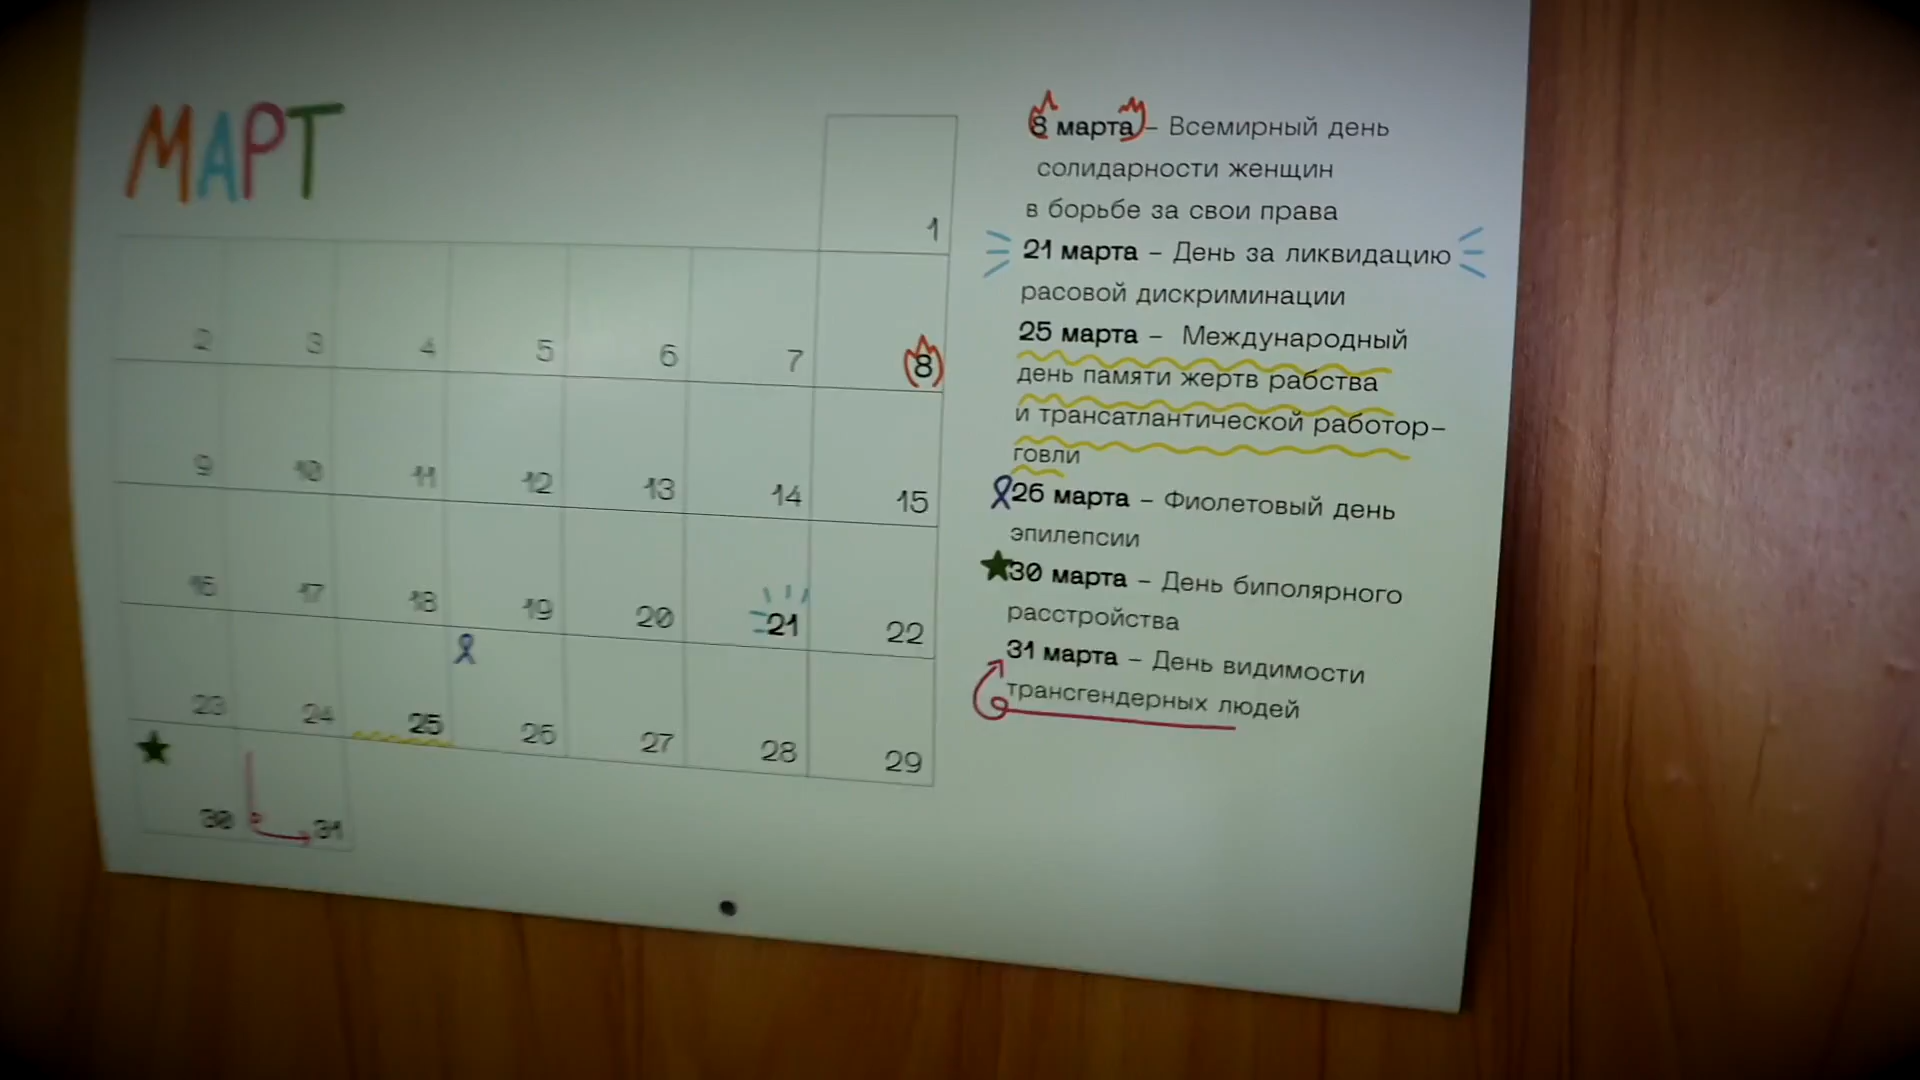 МАРТ
1
2 3 4 5 6 7 8
9 10 11 12 13 14 15
16 17 18 19 20 21 22
23 24 25 26 27 28 29
30 31
8 марта – Всемирный день
солидарности женщин
в борьбе за свои права
21 марта – День за ликвидацию
расовой дискриминации
25 марта – Международный
день памяти жертв рабства
и трансатлантической работор–
говли
26 марта – Фиолетовый день
эпилепсии
30 марта – День биполярного
расстройства
31 марта – День видимости
трансгендерных людей